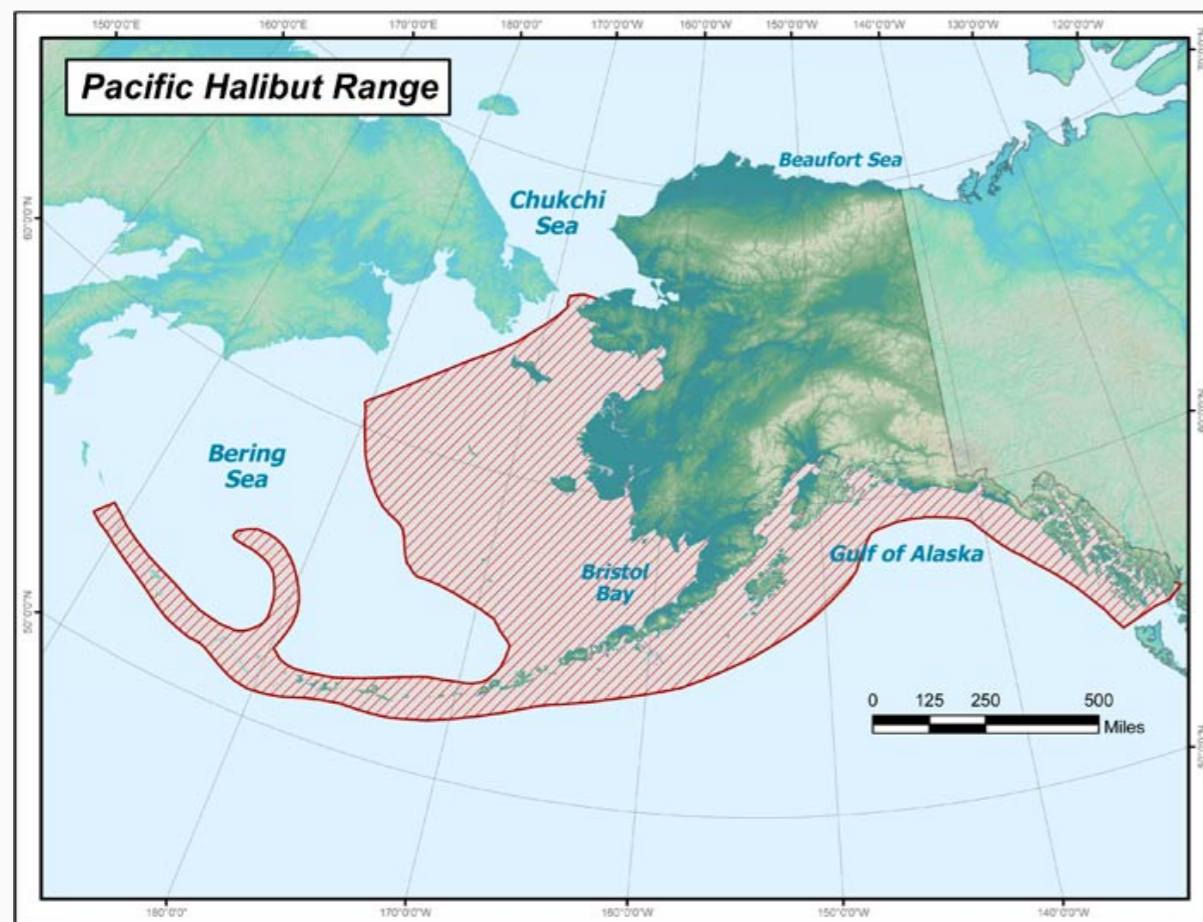 150°0'0"E 160°0'0"E 170°0'0"E 180°0'0" 170°0'0"W 160°0'0"W 150°0'0"W 140°0'0"W 130°0'0"W 120°0'0"W
Pacific Halibut Range
Beaufort Sea
Chukchi
Sea
Bering
Sea
Bristol
Bay
Gulf of Alaska
0 125 250 500
Miles
180°0'0" 170°0'0"W 160°0'0"W 150°0'0"W 140°0'0"W